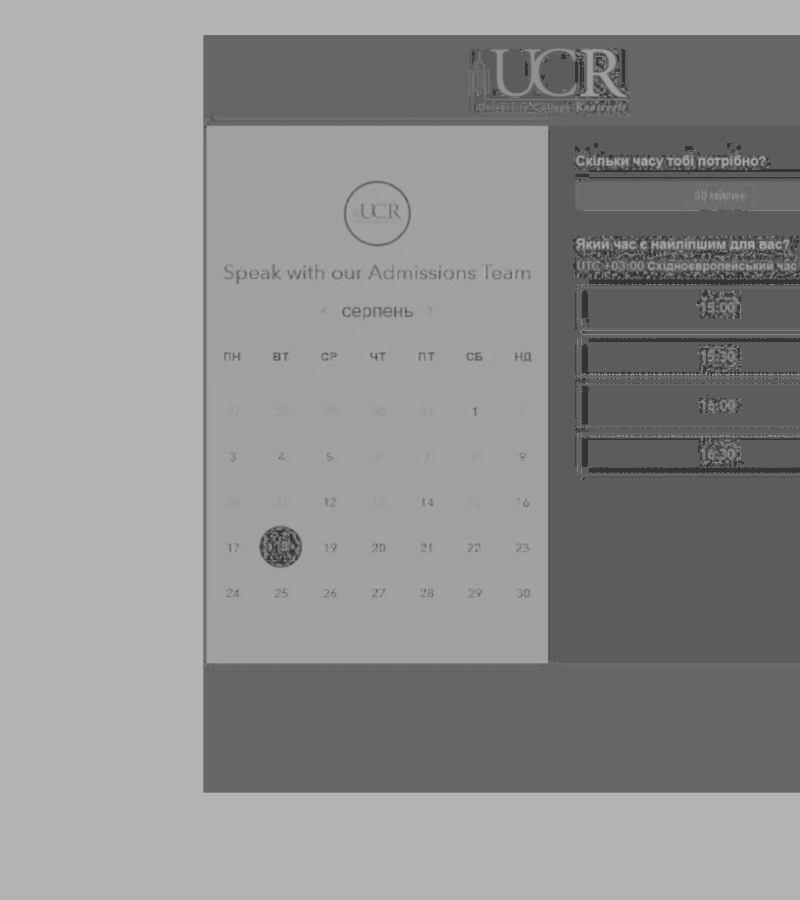 UCR
University College
UCR
Speak with our Admissions Team
‹ серпень ›
ПН ВТ СР ЧТ ПТ СБ НД
27 28 29 30 31 1 2
3 4 5 6 7 8 9
10 11 12 13 14 15 16
17 18 19 20 21 22 23
24 25 26 27 28 29 30
Скільки часу тобі потрібно?
30 хвилин
Який час є найліпшим для вас?
UTC +03:00 Східноєвропейський час
15:00
15:30
16:00
16:30